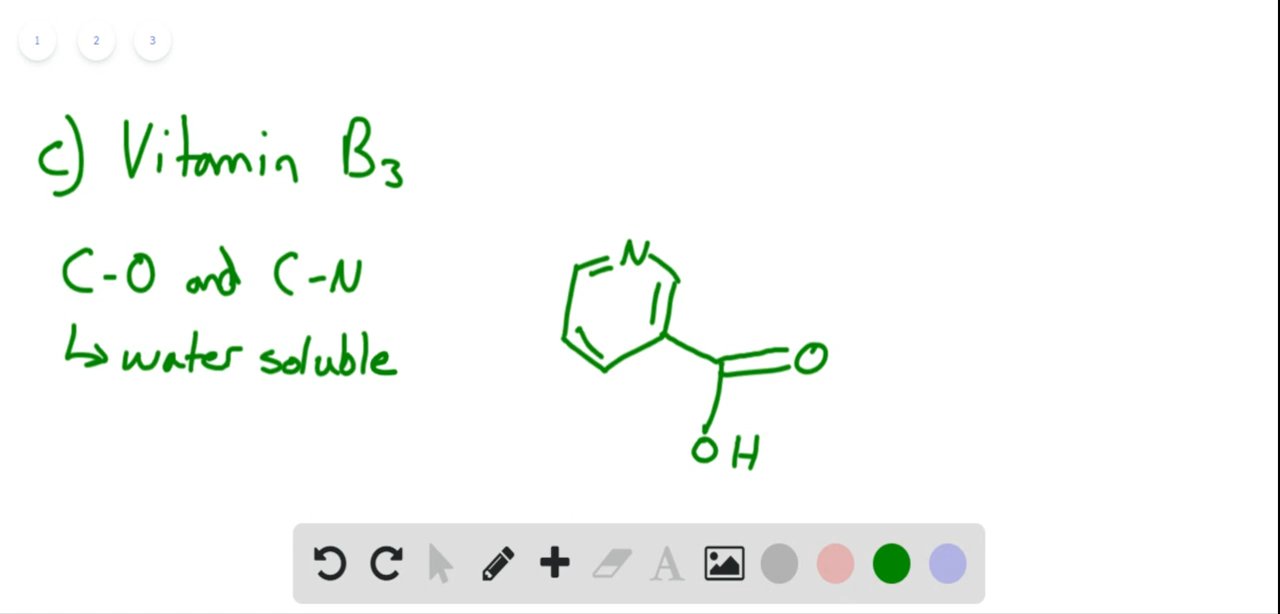 1 2 3
c) Vitamin B3
C-O and C-N
↳ water soluble
N
O
OH
A